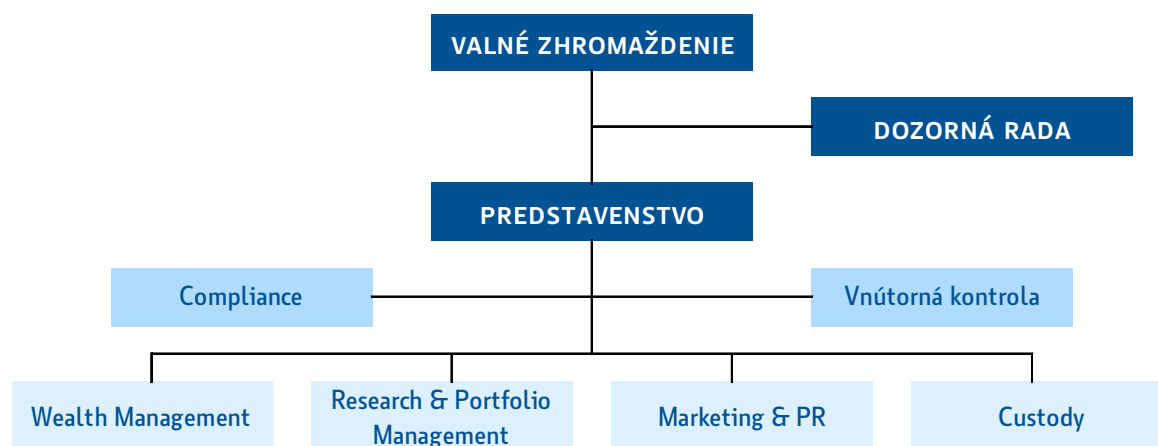 VALNÉ ZHROMAŽDENIE
DOZORNÁ RADA
PREDSTAVENSTVO
Compliance
Vnútorná kontrola
Wealth Management
Research & Portfolio
Management
Marketing & PR
Custody